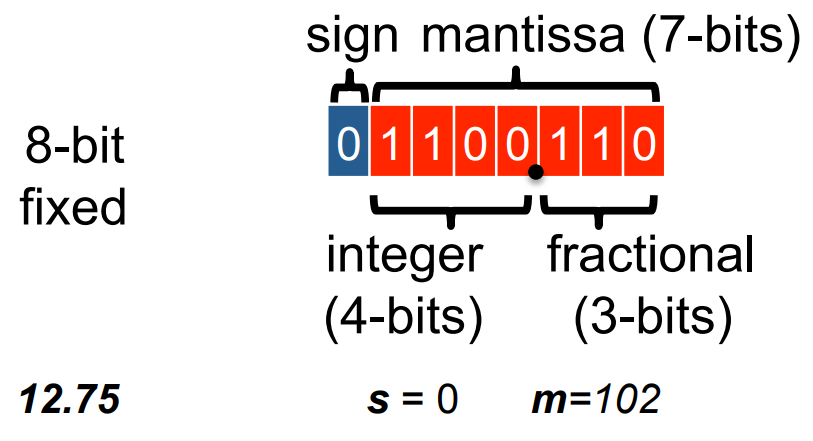 sign mantissa (7-bits)
8-bit
fixed
0 1 1 0 0 1 1 0
integer
(4-bits)
fractional
(3-bits)
12.75
s = 0
m=102